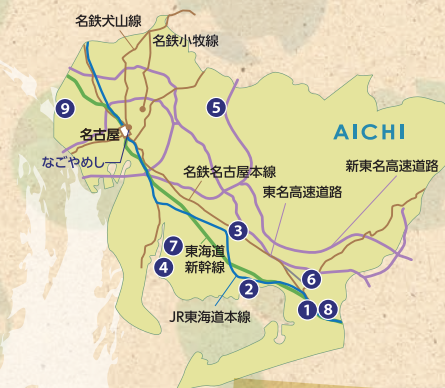 名鉄犬山線
名鉄小牧線
9
5
名古屋
AICHI
なごやめし
新東名高速道路
名鉄名古屋本線
東名高速道路
3
7
東海道
新幹線
4
6
2
JR東海道本線
1
8